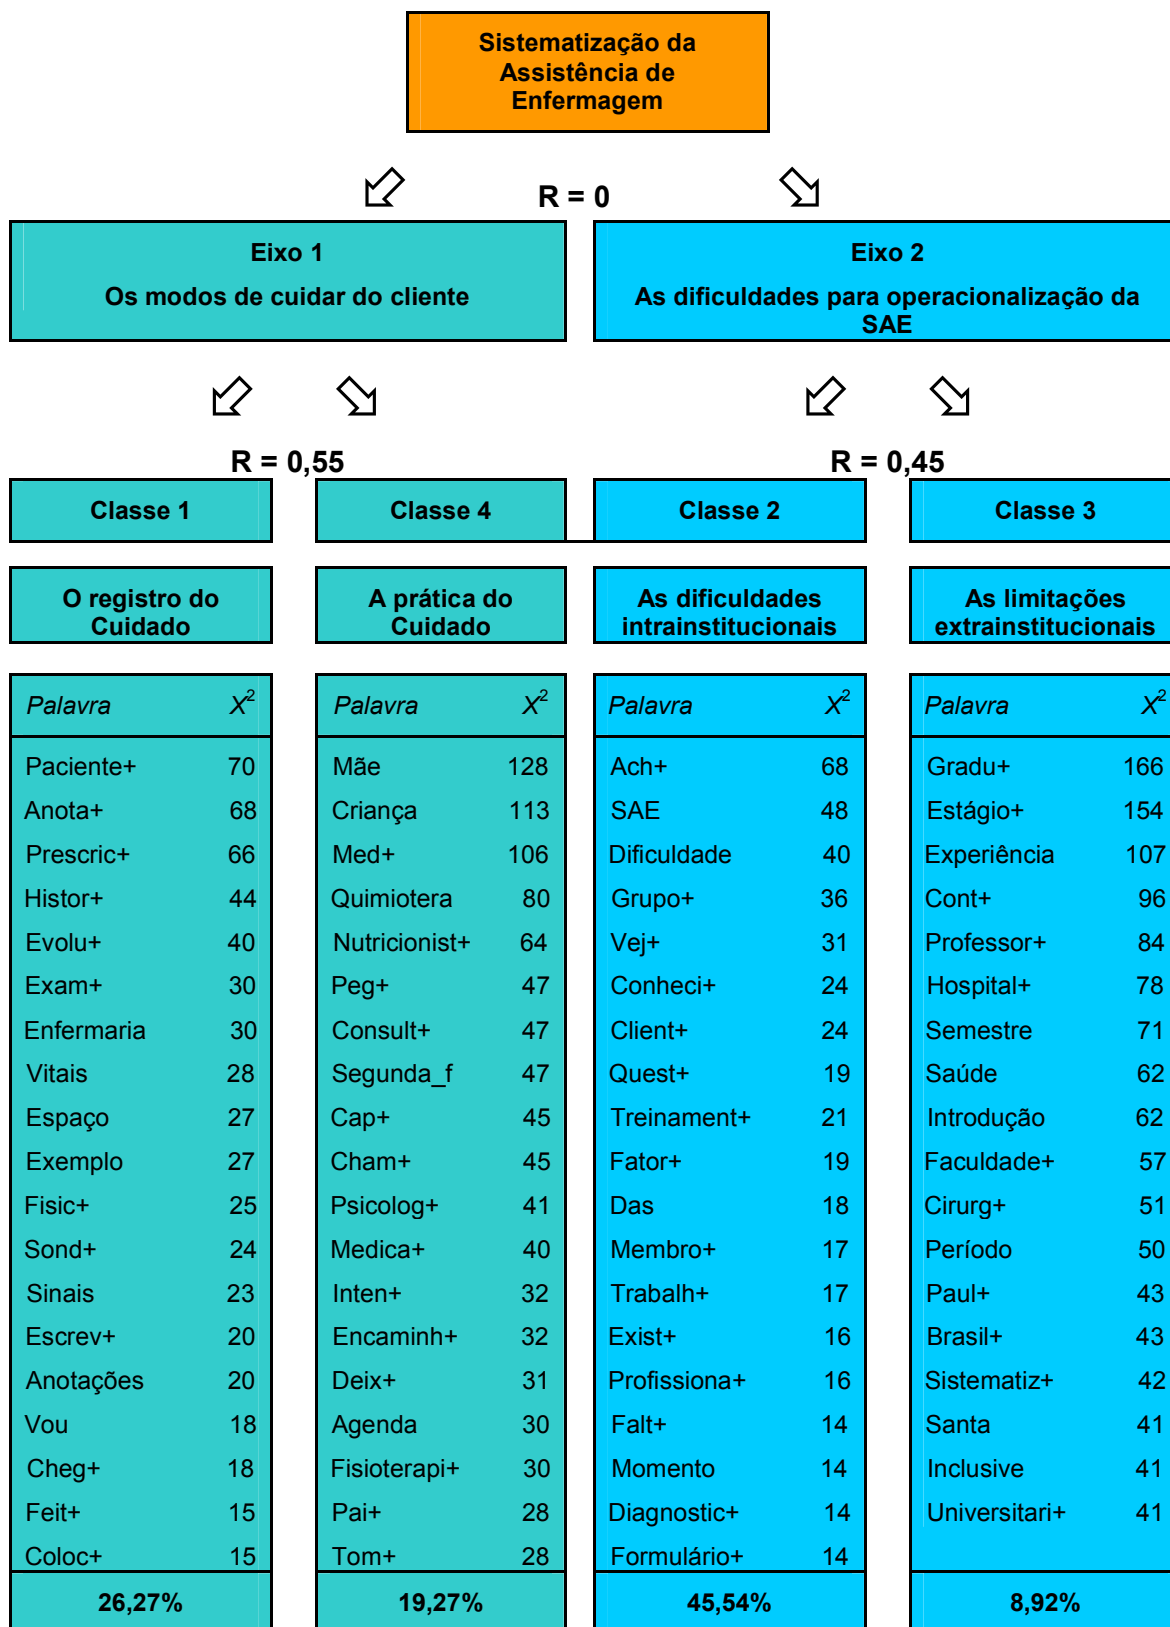 Sistematização da
Assistência de
Enfermagem
R = 0
Eixo 1
Os modos de cuidar do cliente
Eixo 2
As dificuldades para operacionalização da
SAE
R = 0,55
R = 0,45
Classe 1
Classe 4
Classe 2
Classe 3
O registro do
Cuidado
A prática do
Cuidado
As dificuldades
intrainstitucionais
As limitações
extrainstitucionais
Palavra X²
Paciente+ 70
Anota+ 68
Prescric+ 66
Histor+ 44
Evolu+ 40
Exam+ 30
Enfermaria 30
Vitais 28
Espaço 27
Exemplo 27
Fisic+ 25
Sond+ 24
Sinais 23
Escrev+ 20
Anotações 20
Vou 18
Cheg+ 18
Feit+ 15
Coloc+ 15
26,27%
Palavra X²
Mãe 128
Criança 113
Med+ 106
Quimiotera 80
Nutricionist+ 64
Peg+ 47
Consult+ 47
Segunda_f 47
Cap+ 45
Cham+ 45
Psicolog+ 41
Medica+ 40
Inten+ 32
Encaminh+ 32
Deix+ 31
Agenda 30
Fisioterapi+ 30
Pai+ 28
Tom+ 28
19,27%
Palavra X²
Ach+ 68
SAE 48
Dificuldade 40
Grupo+ 36
Vej+ 31
Conheci+ 24
Client+ 24
Quest+ 19
Treinament+ 21
Fator+ 19
Das 18
Membro+ 17
Trabalh+ 17
Exist+ 16
Profissiona+ 16
Falt+ 14
Momento 14
Diagnostic+ 14
Formulário+ 14
45,54%
Palavra X²
Gradu+ 166
Estágio+ 154
Experiência 107
Cont+ 96
Professor+ 84
Hospital+ 78
Semestre 71
Saúde 62
Introdução 62
Faculdade+ 57
Cirurg+ 51
Período 50
Paul+ 43
Brasil+ 43
Sistematiz+ 42
Santa 41
Inclusive 41
Universitari+ 41
8,92%